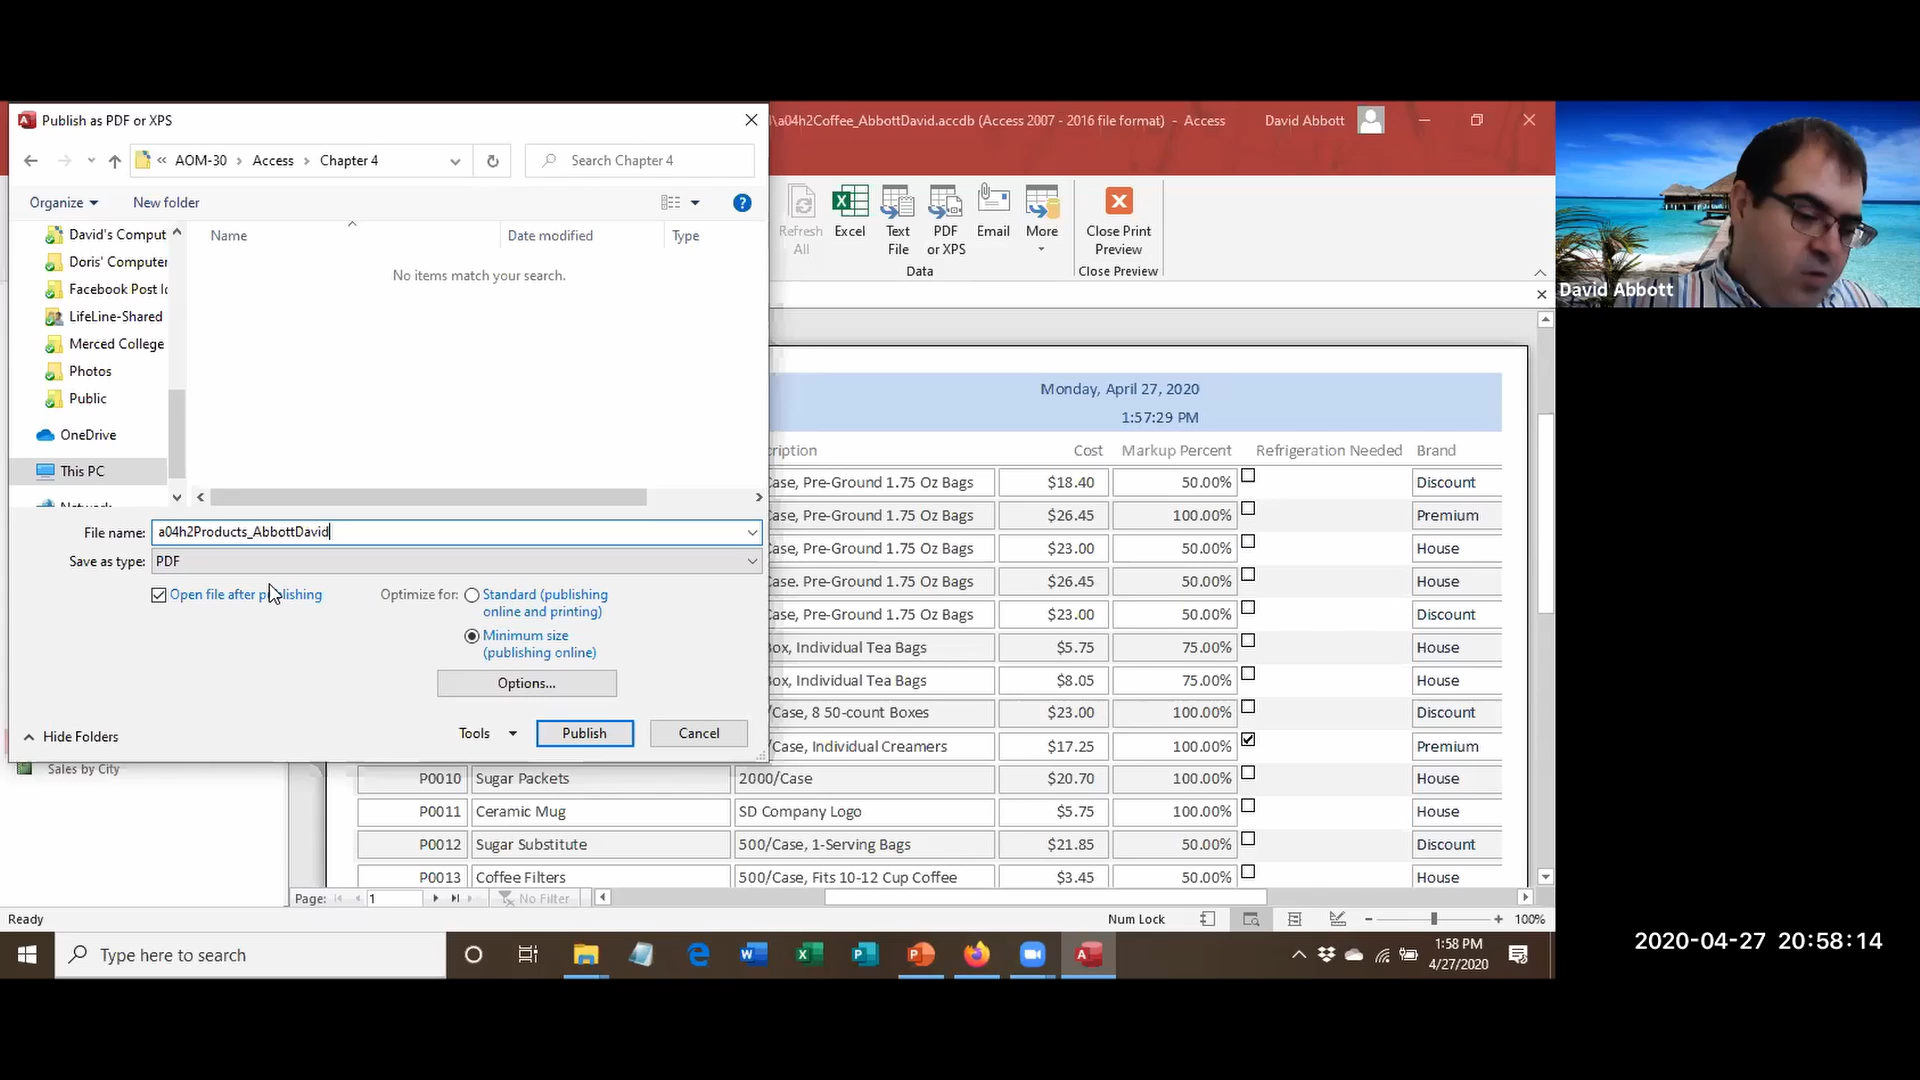 Publish as PDF or XPS
\a04h2Coffee_AbbottDavid.accdb (Access 2007 - 2016 file format) - Access
David Abbott
« AOM-30 › Access › Chapter 4
Search Chapter 4
Organize
New folder
David's Comput
Doris' Computer
Facebook Post Ic
LifeLine-Shared
Merced College
Photos
Public
OneDrive
This PC
Network
Name
Date modified
Type
No items match your search.
File name: a04h2Products_AbbottDavid
Save as type: PDF
Open file after publishing
Optimize for:
Standard (publishing
online and printing)
Minimum size
(publishing online)
Options...
Tools
Publish
Cancel
Hide Folders
Sales by City
Refresh
All
Excel
Text
File
PDF
or XPS
Email
More
Data
Close Print
Preview
Close Preview
David Abbott
Monday, April 27, 2020
1:57:29 PM
cription Cost Markup Percent Refrigeration Needed Brand
ase, Pre-Ground 1.75 Oz Bags $18.40 50.00% Discount
ase, Pre-Ground 1.75 Oz Bags $26.45 100.00% Premium
ase, Pre-Ground 1.75 Oz Bags $23.00 50.00% House
ase. Pre-Ground 1.75 Oz Bags $26.45 50.00% House
ase, Pre-Ground 1.75 Oz Bags $23.00 50.00% Discount
ox, Individual Tea Bags $5.75 75.00% House
ox, Individual Tea Bags $8.05 75.00% House
/Case, 8 50-count Boxes $23.00 100.00% Discount
/Case, Individual Creamers $17.25 100.00% Premium
P0010 Sugar Packets 2000/Case $20.70 100.00% House
P0011 Ceramic Mug SD Company Logo $5.75 100.00% House
P0012 Sugar Substitute 500/Case, 1-Serving Bags $21.85 50.00% Discount
P0013 Coffee Filters 500/Case, Fits 10-12 Cup Coffee $3.45 50.00% House
Page: 1
No Filter
Ready
Num Lock
100%
Type here to search
1:58 PM
4/27/2020
2020-04-27 20:58:14